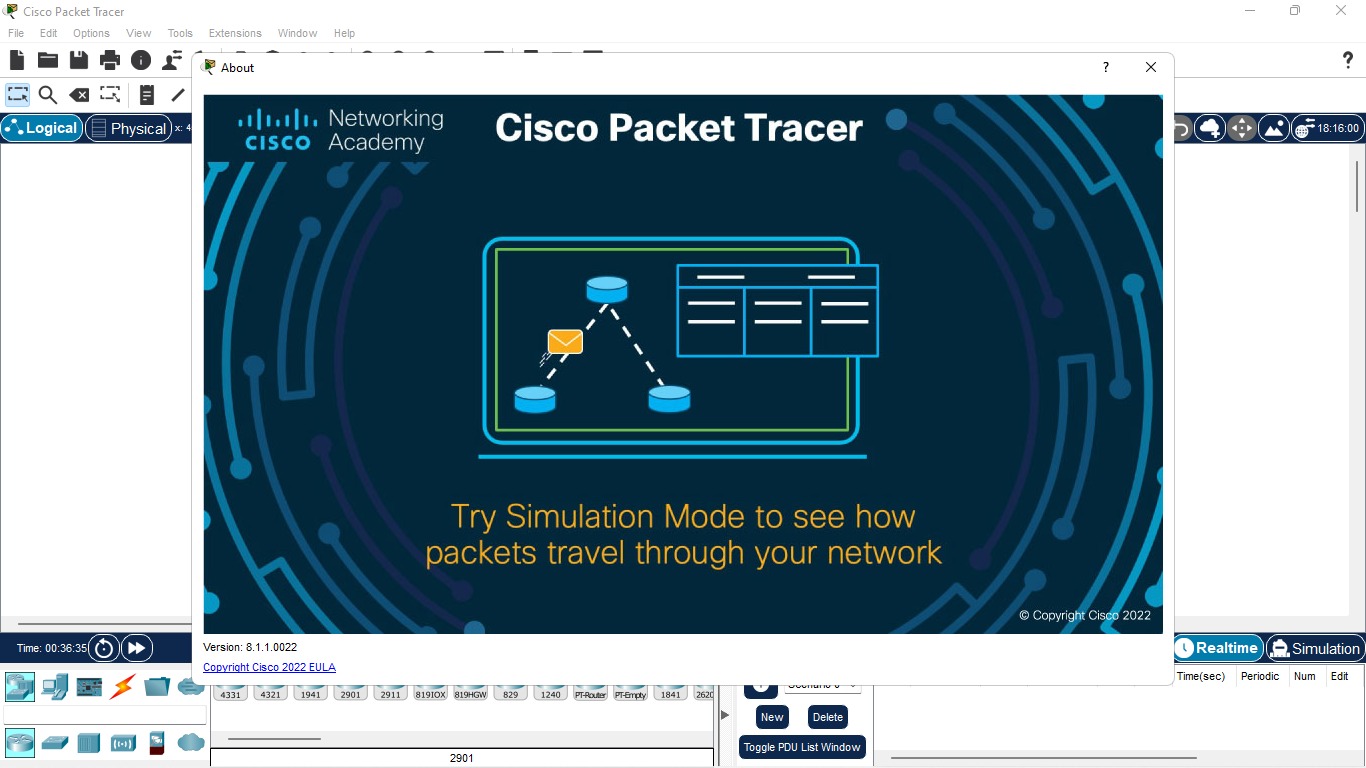 Cisco Packet Tracer
File Edit Options View Tools Extensions Window Help
About
?
Logical
Physical
x: 4
18:16:00
cisco
Networking
Academy
Cisco Packet Tracer
Try Simulation Mode to see how
packets travel through your network
© Copyright Cisco 2022
Version: 8.1.1.0022
Copyright Cisco 2022 EULA
Time: 00:36:35
Realtime
Simulation
4331 4321 1941 2901 2911 819IOX 819HGW 829 1240 PT-Router PT-Empty 1841 2620
Time(sec) Periodic Num Edit
New
Delete
Toggle PDU List Window
2901